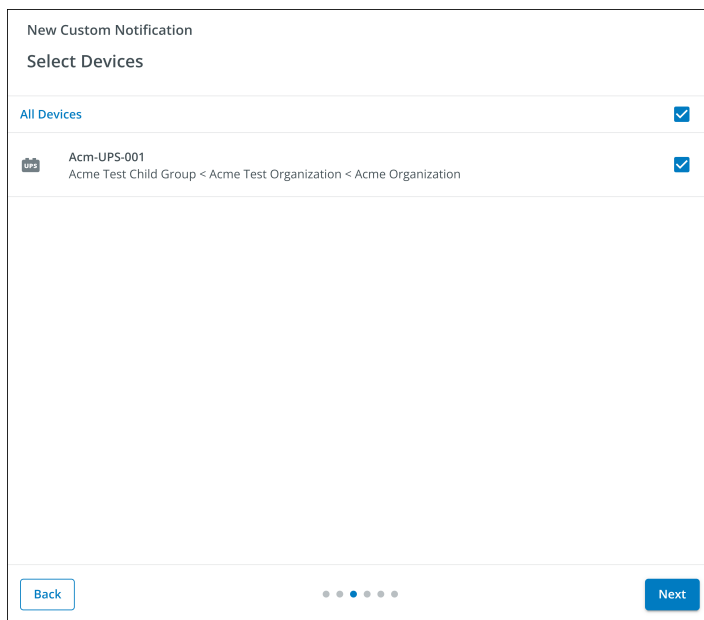 New Custom Notification
Select Devices
All Devices
UPS
Acm-UPS-001
Acme Test Child Group < Acme Test Organization < Acme Organization
Back
Next